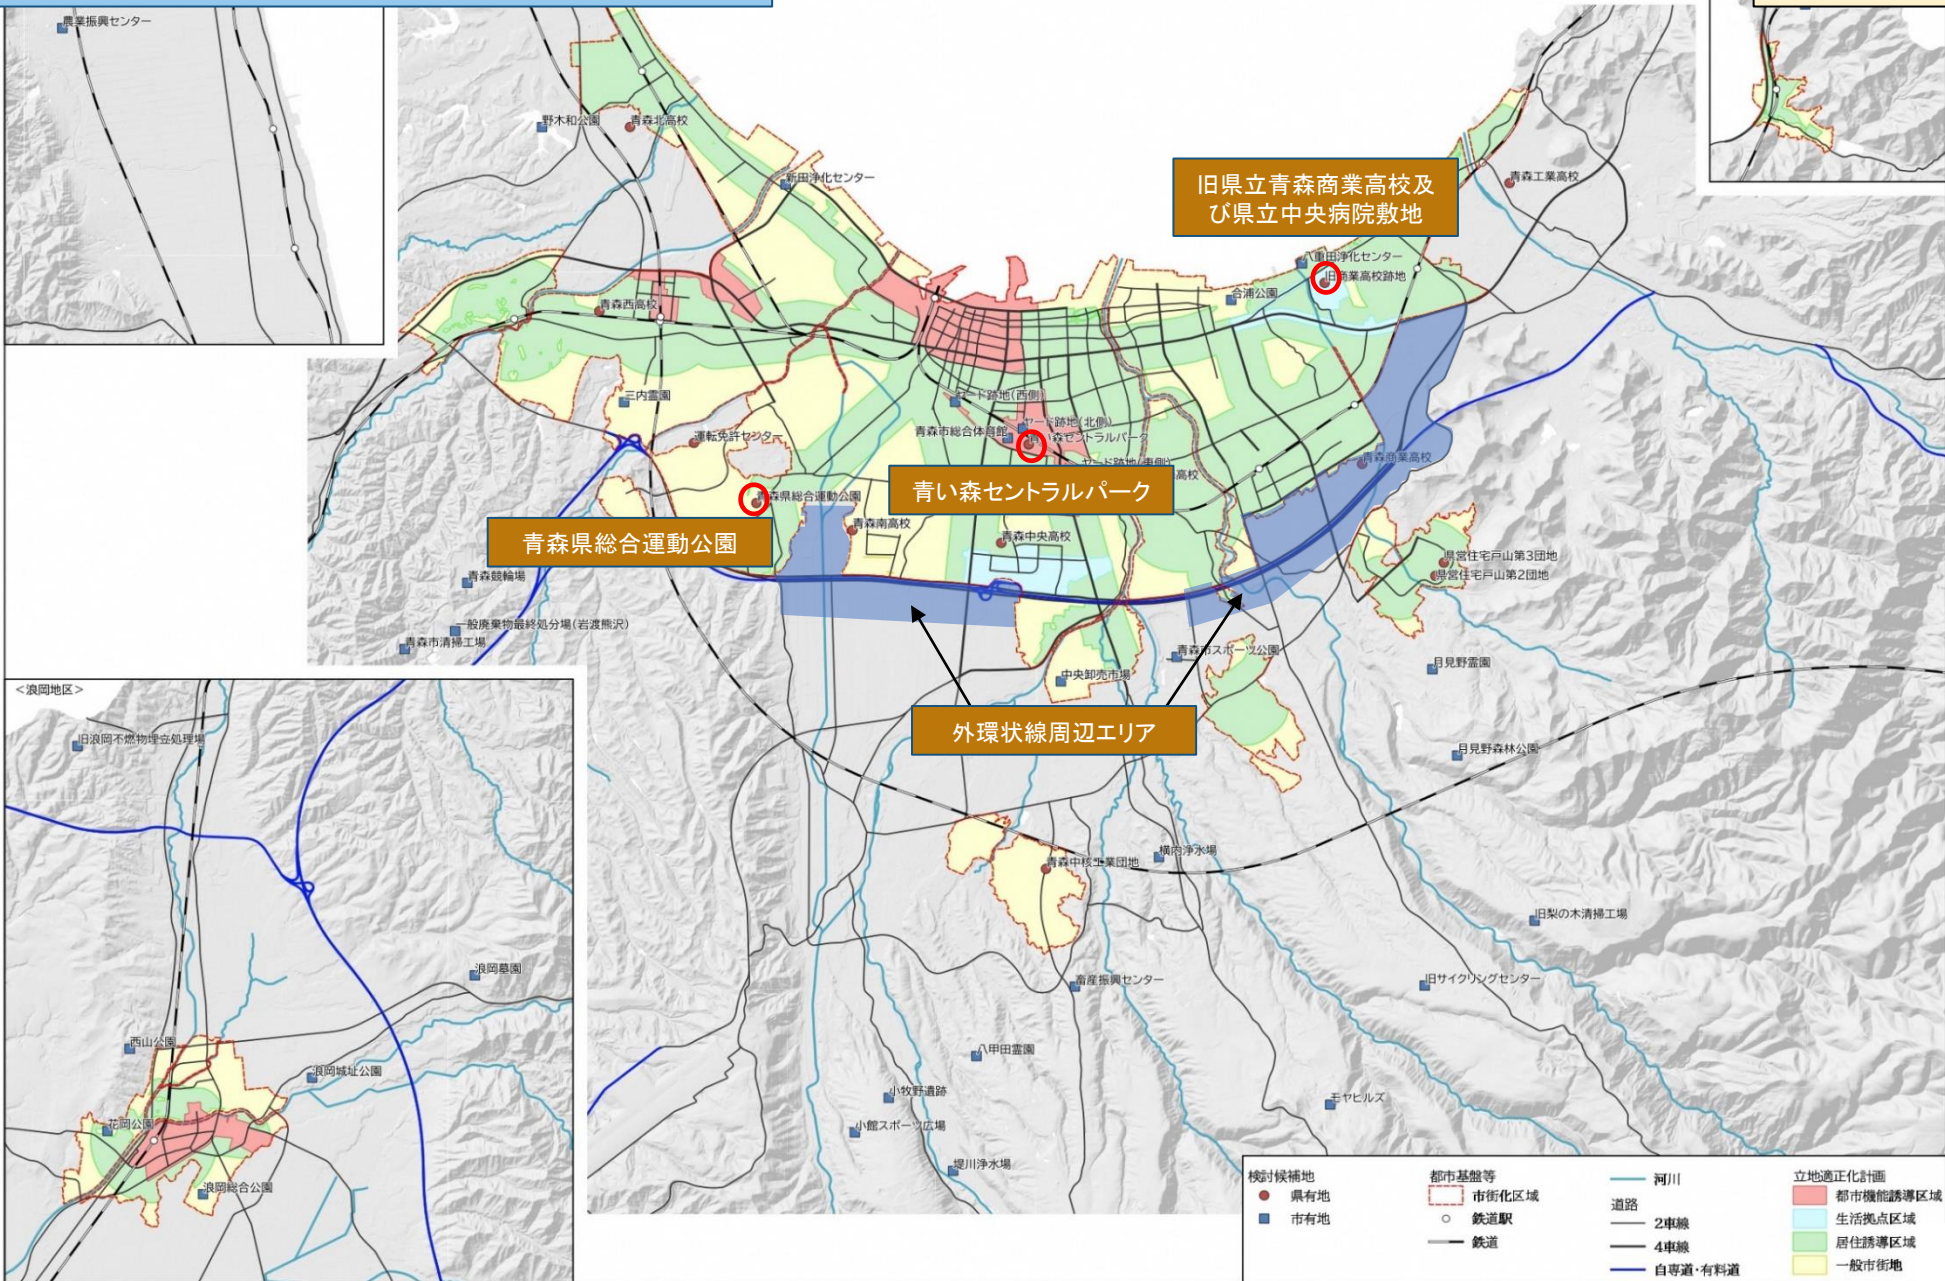 農業振興センター
野木和公園
青森北高校
新田浄化センター
旧県立青森商業高校及
び県立中央病院敷地
青森工業高校
八重田浄化センター
旧商業高校跡地
合浦公園
青森西高校
三内霊園
運転免許センター
ヤード跡地(西側)
ヤード跡地(北側)
青森市総合体育館
青い森セントラルパーク
ヤード跡地(東側)
高校
青森商業高校
青い森セントラルパーク
青森県総合運動公園
青森県総合運動公園
青森南高校
青森中央高校
県営住宅戸山第3団地
県営住宅戸山第2団地
青森競輪場
一般廃棄物最終処分場(岩渡熊沢)
青森市清掃工場
青森市スポーツ公園
中央卸売市場
月見野霊園
外環状線周辺エリア
月見野森林公園
<浪岡地区>
旧浪岡不燃物埋立処理場
青森中核工業団地
横内浄水場
旧梨の木清掃工場
浪岡墓園
畜産振興センター
旧サイクリングセンター
西山公園
浪岡城址公園
八甲田霊園
小牧野遺跡
モヤヒルズ
花岡公園
小館スポーツ広場
堤川浄水場
浪岡総合公園
検討候補地
県有地
市有地
都市基盤等
市街化区域
鉄道駅
鉄道
河川
道路
2車線
4車線
自専道・有料道
立地適正化計画
都市機能誘導区域
生活拠点区域
居住誘導区域
一般市街地